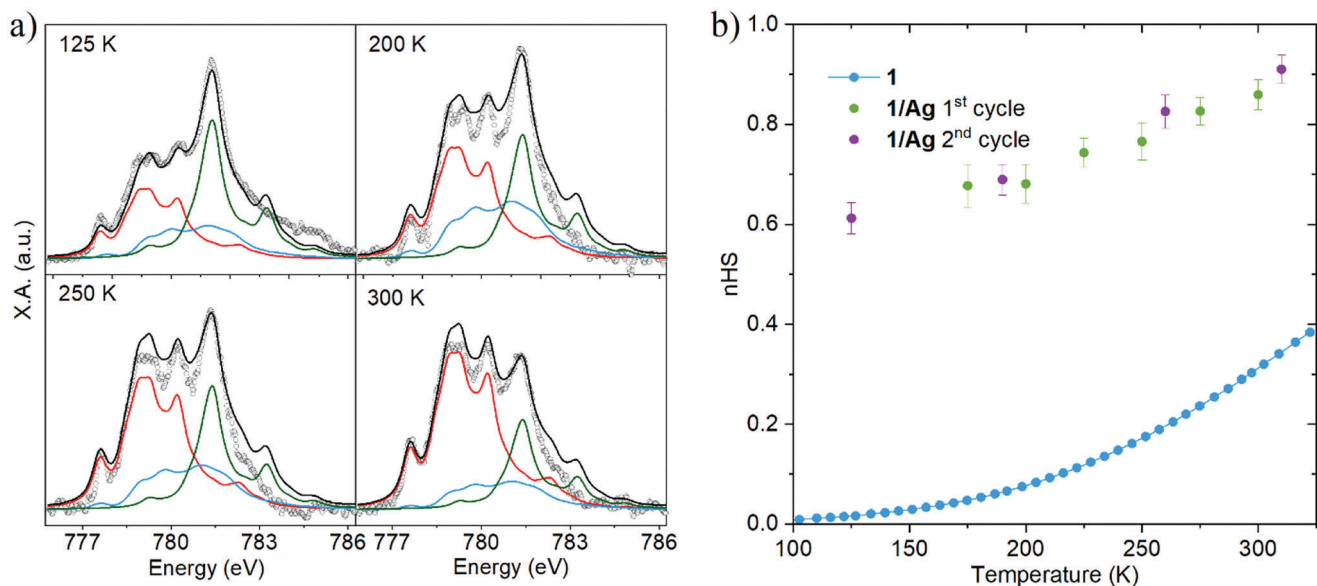 a)
125 K
200 K
250 K
300 K
X.A. (a.u.)
777 780 783 786 777 780 783 786
Energy (eV) Energy (eV)
b)
1
1/Ag 1st cycle
1/Ag 2nd cycle
nHS
1.0
0.8
0.6
0.4
0.2
0.0
100 150 200 250 300
Temperature (K)